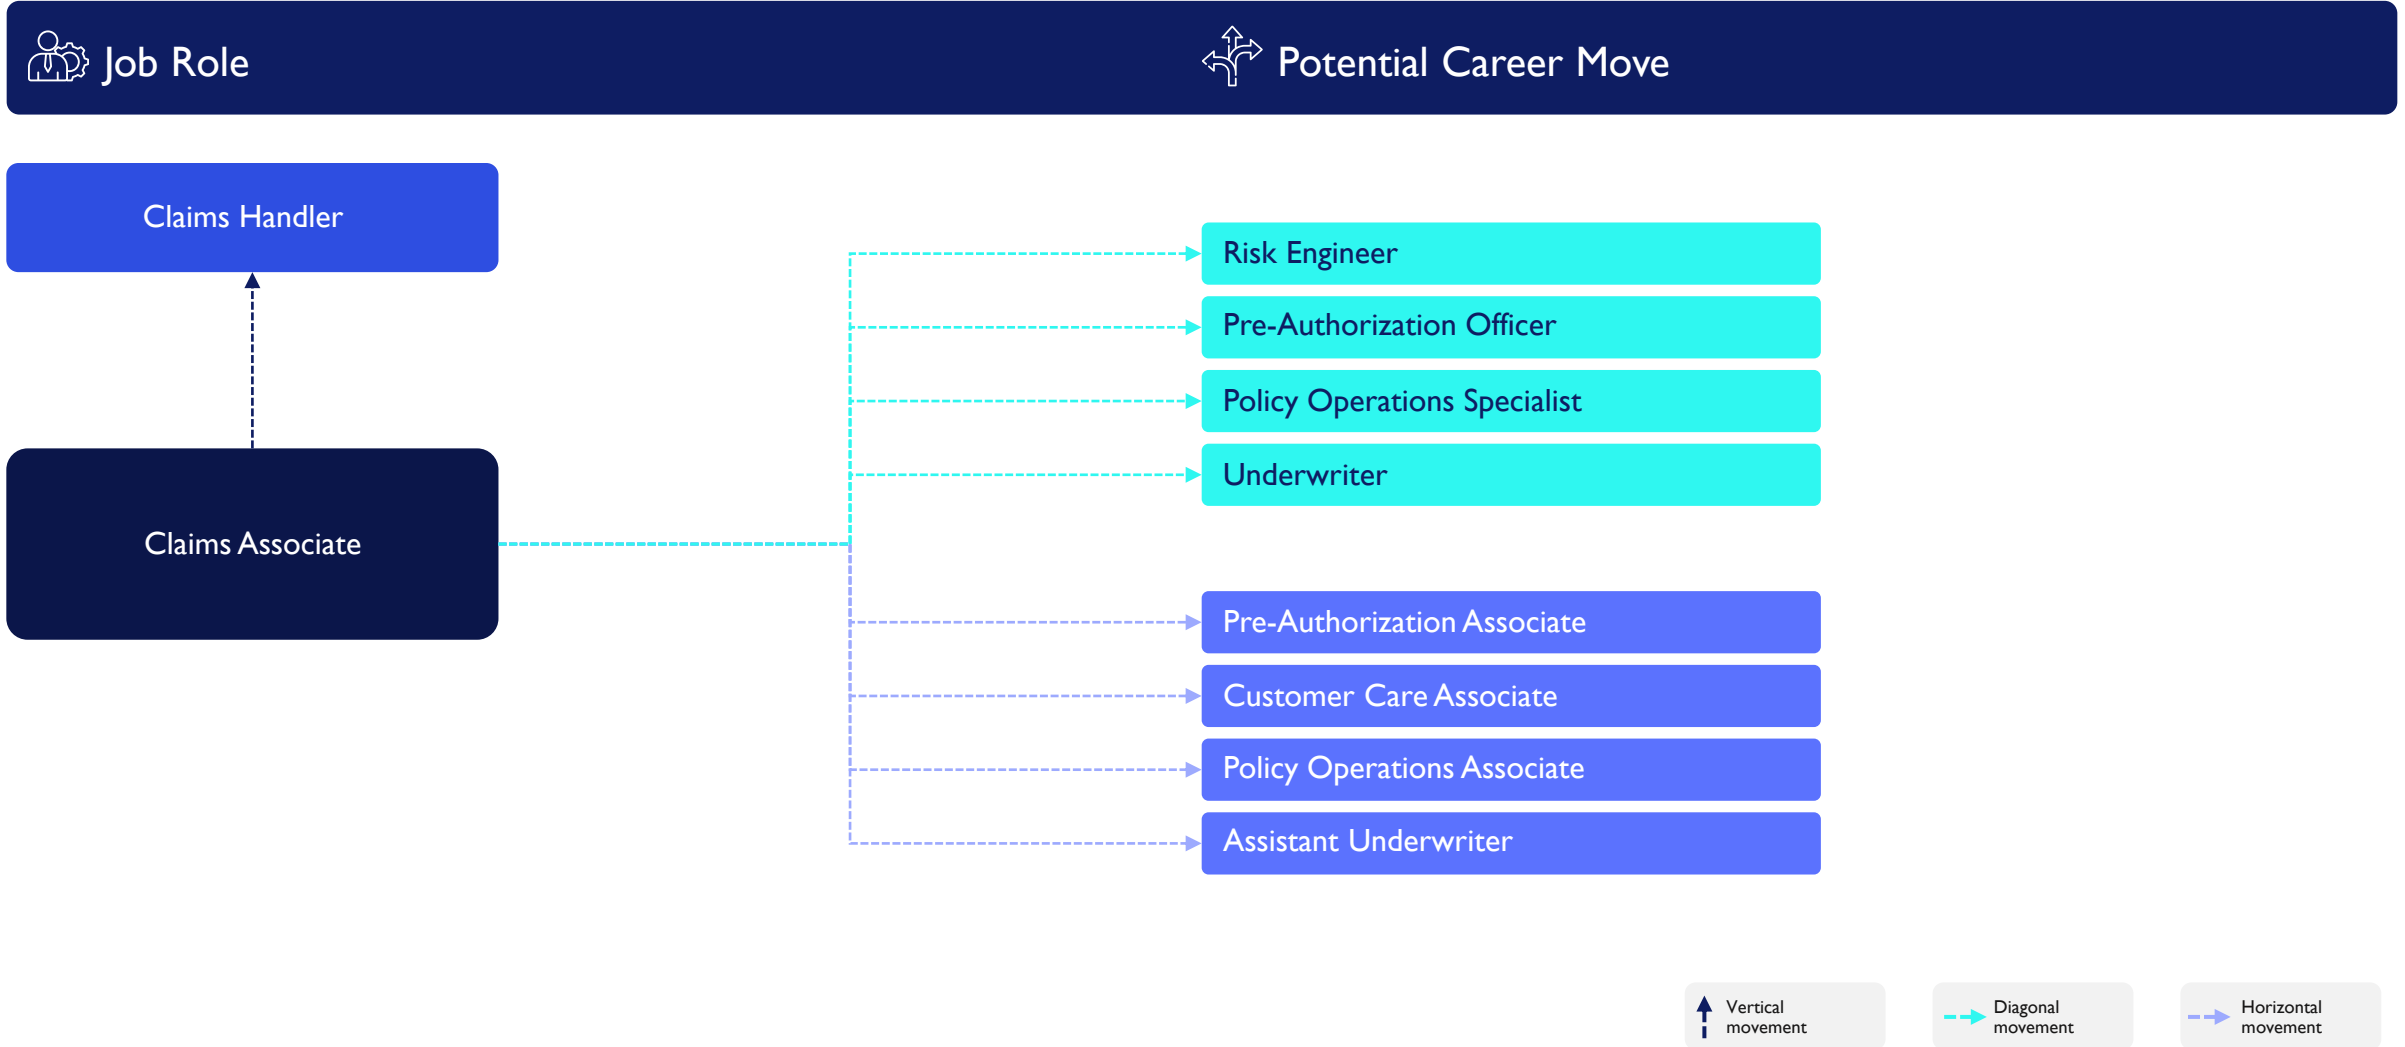 Job Role
Potential Career Move
Claims Handler
Risk Engineer
Pre-Authorization Officer
Policy Operations Specialist
Underwriter
Claims Associate
Pre-Authorization Associate
Customer Care Associate
Policy Operations Associate
Assistant Underwriter
Vertical
movement
Diagonal
movement
Horizontal
movement